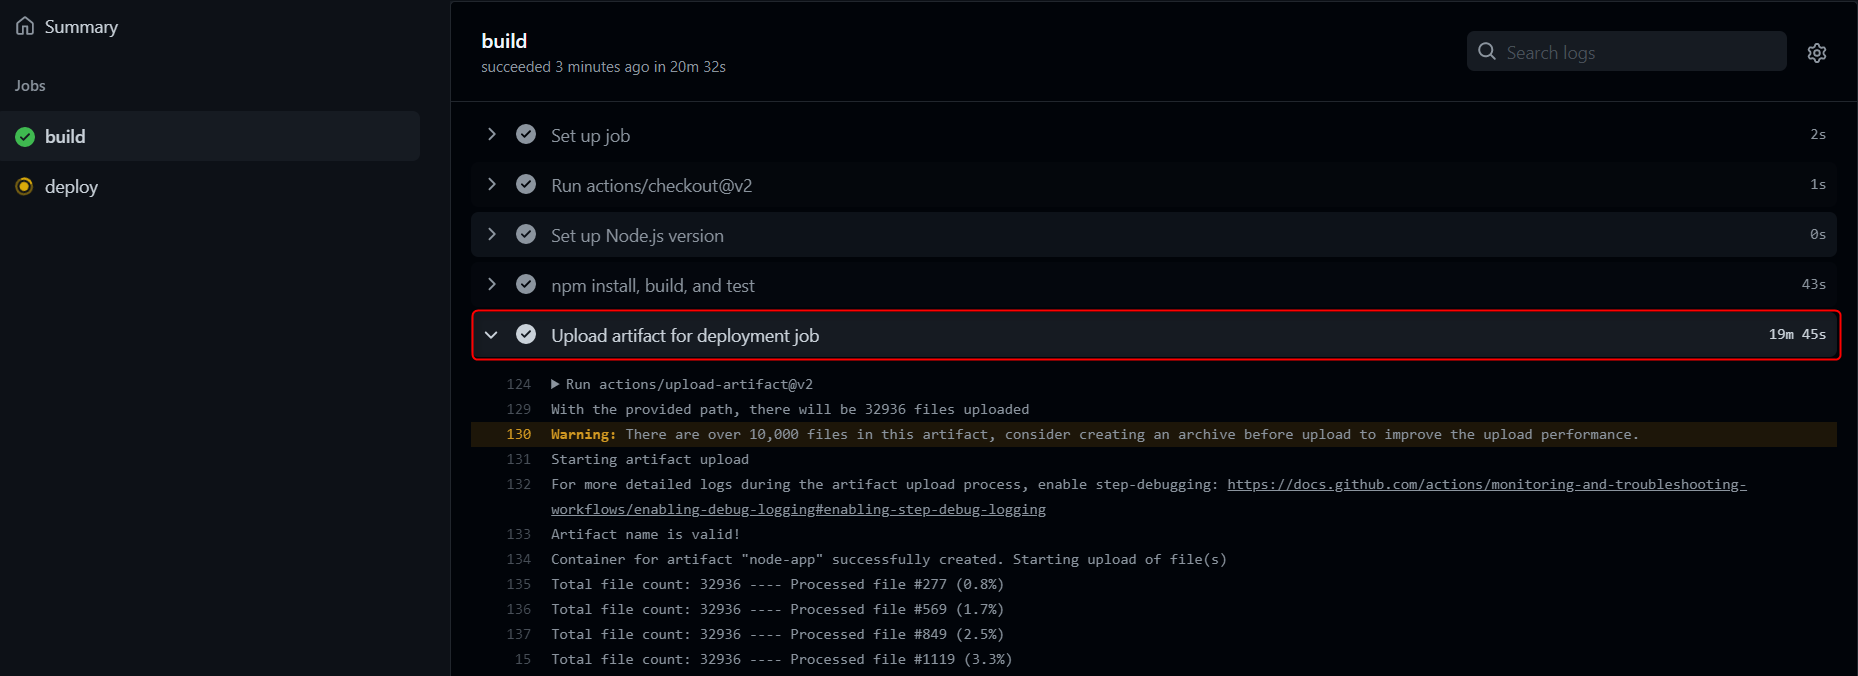 Summary
Jobs
build
deploy
build
succeeded 3 minutes ago in 20m 32s
Search logs
Set up job 2s
Run actions/checkout@v2 1s
Set up Node.js version 0s
npm install, build, and test 43s
Upload artifact for deployment job 19m 45s
124 Run actions/upload-artifact@v2
129 With the provided path, there will be 32936 files uploaded
130 Warning: There are over 10,000 files in this artifact, consider creating an archive before upload to improve the upload performance.
131 Starting artifact upload
132 For more detailed logs during the artifact upload process, enable step-debugging: https://docs.github.com/actions/monitoring-and-troubleshooting-
workflows/enabling-debug-logging#enabling-step-debug-logging
133 Artifact name is valid!
134 Container for artifact "node-app" successfully created. Starting upload of file(s)
135 Total file count: 32936 ---- Processed file #277 (0.8%)
136 Total file count: 32936 ---- Processed file #569 (1.7%)
137 Total file count: 32936 ---- Processed file #849 (2.5%)
15 Total file count: 32936 ---- Processed file #1119 (3.3%)